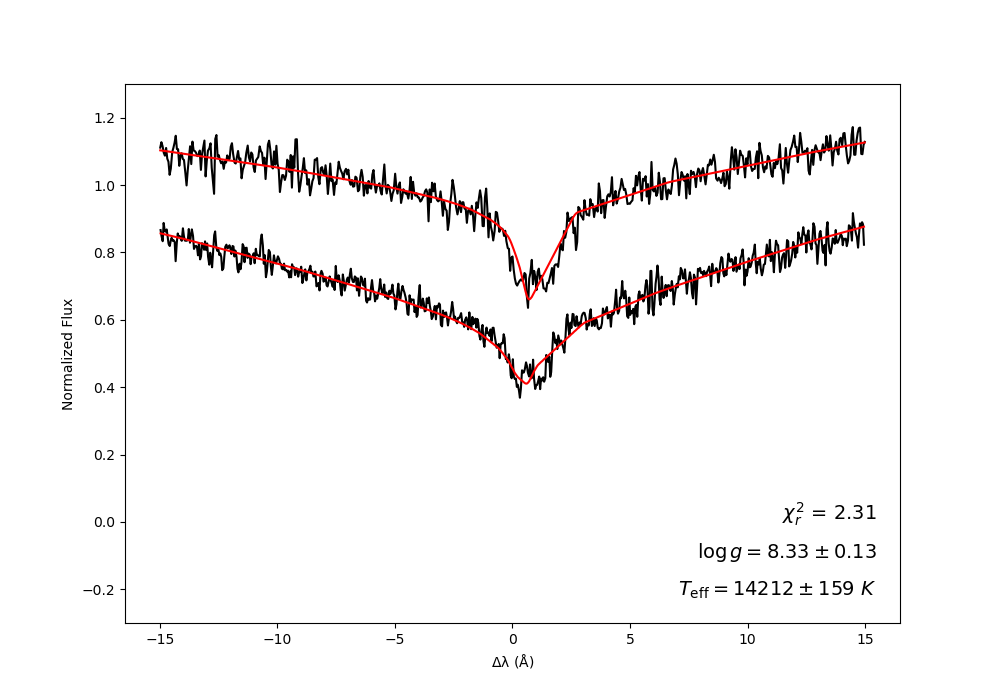 1.2
1.0
0.8
0.6
0.4
0.2
0.0
−0.2
Normalized Flux
χ²ᵣ = 2.31
log g = 8.33 ± 0.13
T_eff = 14212 ± 159 K
−15 −10 −5 0 5 10 15
Δλ (Å)